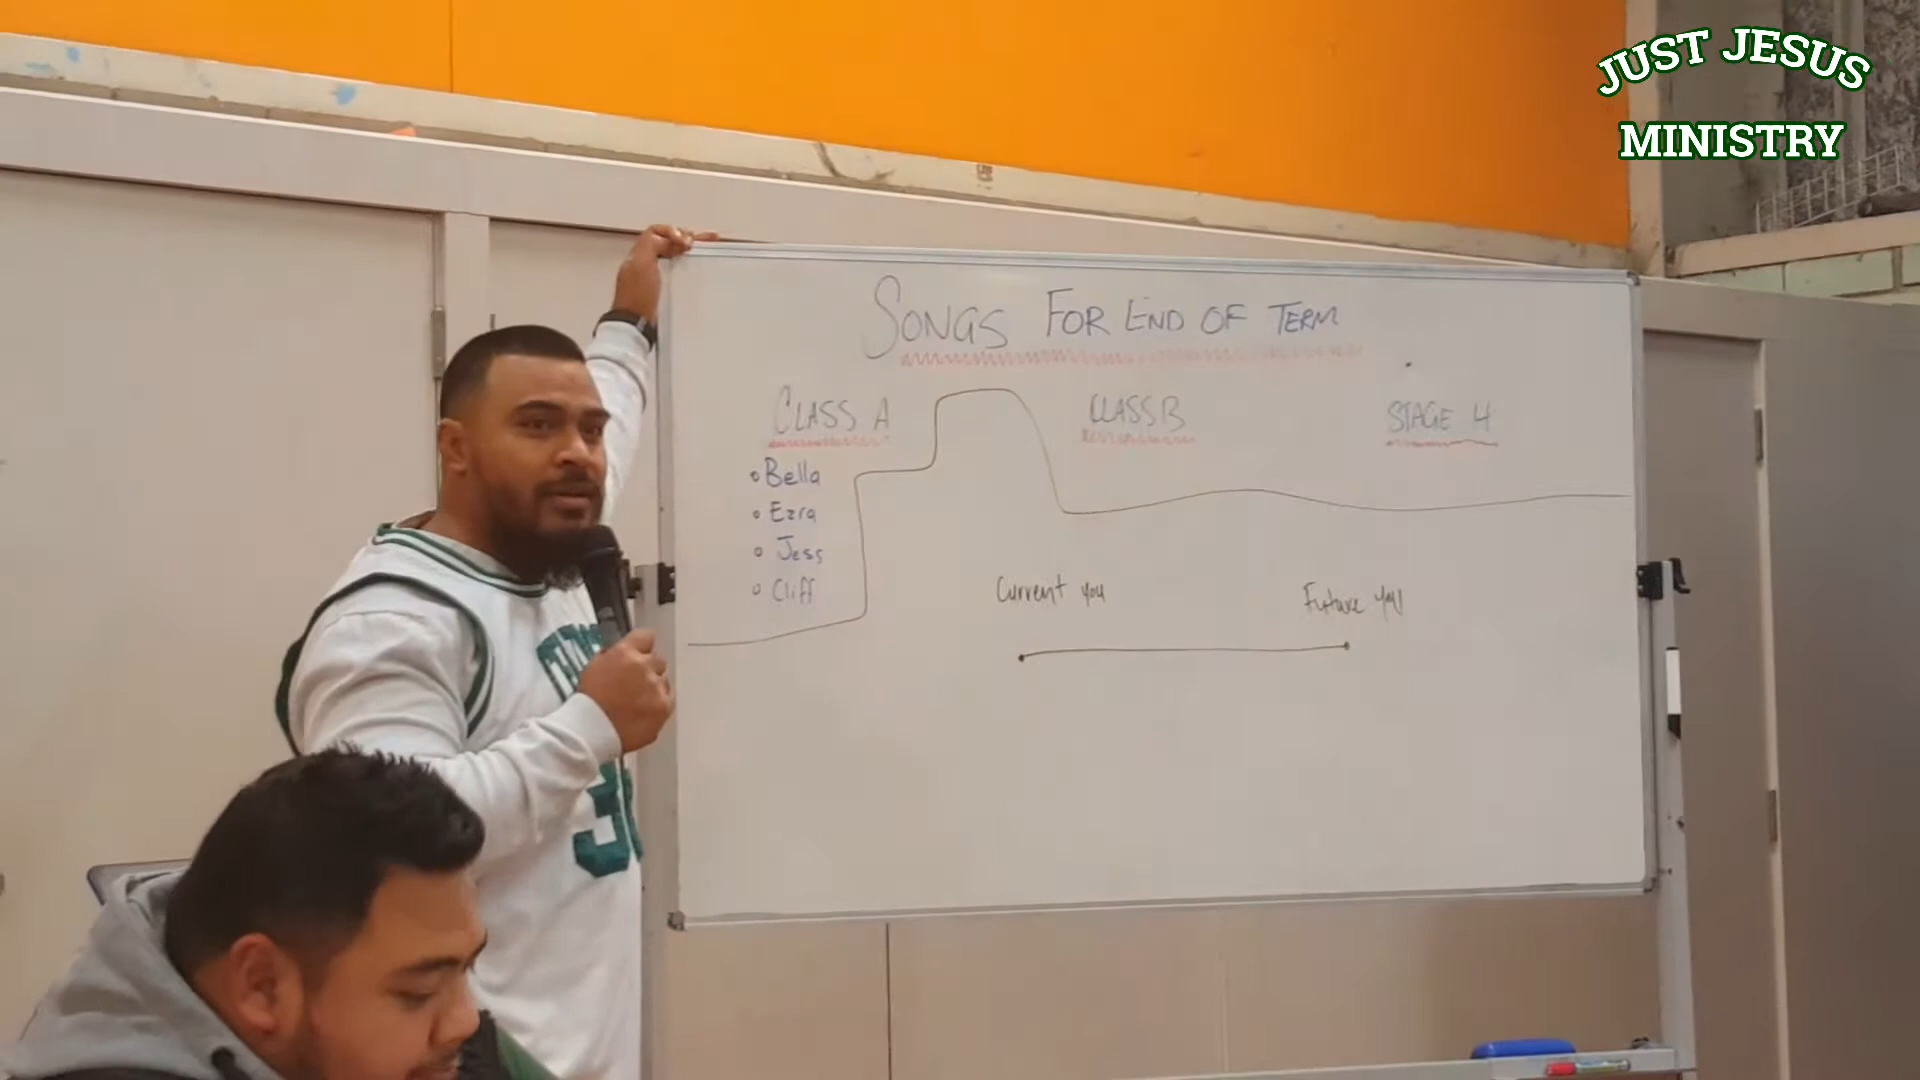 JUST JESUS
MINISTRY
SONGS FOR END OF TERM
CLASS A
CLASS B
STAGE 4
Bella
Ezra
Jess
Cliff
Current you
Future you